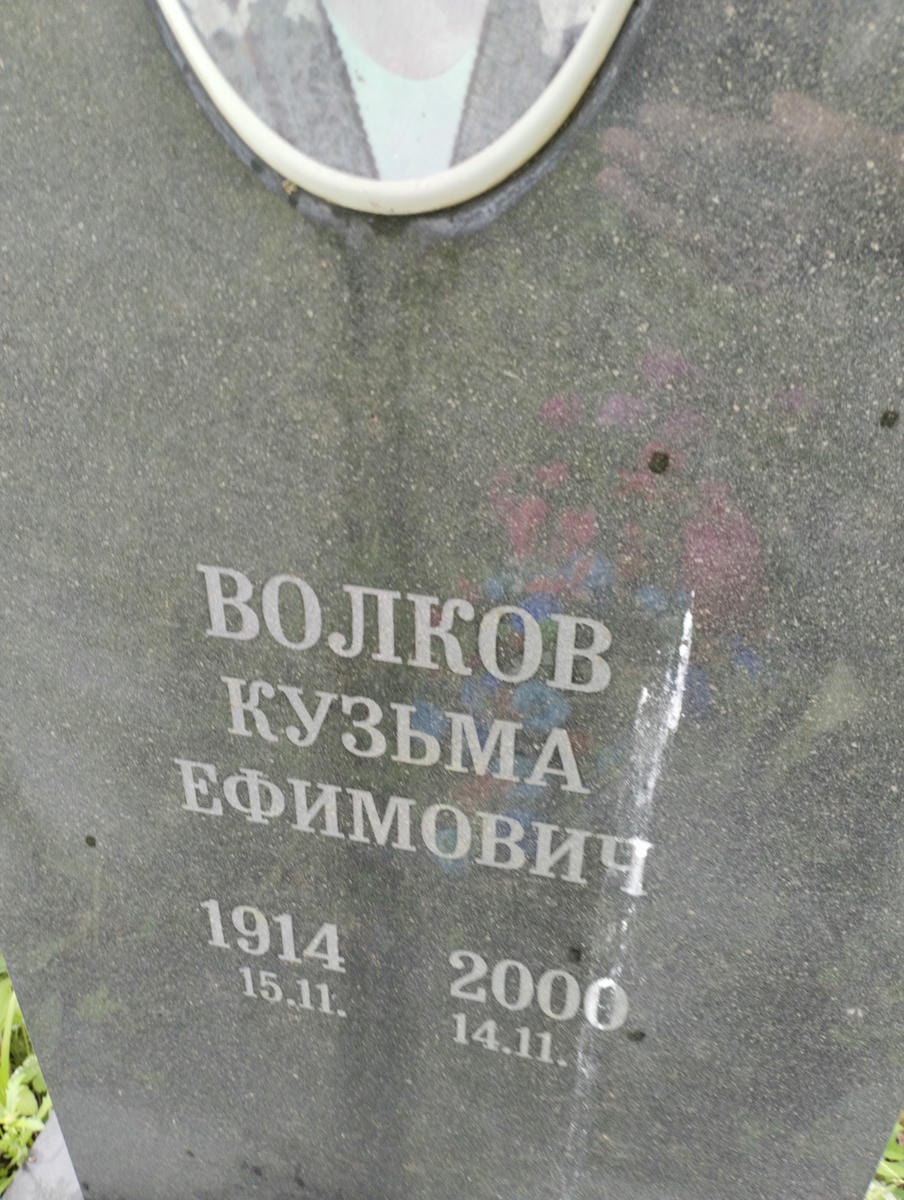 ВОЛКОВ
КУЗЬМА
ЕФИМОВИЧ
1914 2000
15.11. 14.11.